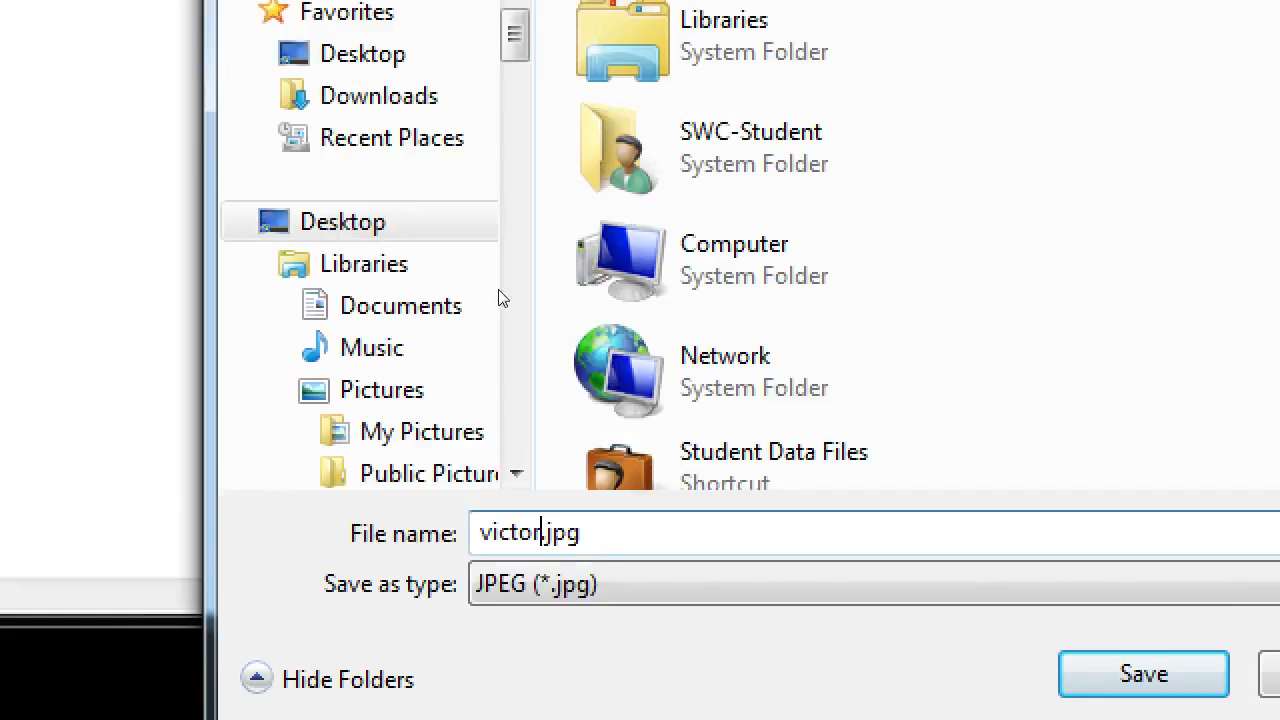 Favorites
Desktop
Downloads
Recent Places
Desktop
Libraries
Documents
Music
Pictures
My Pictures
Public Picture
Libraries
System Folder
SWC-Student
System Folder
Computer
System Folder
Network
System Folder
Student Data Files
Shortcut
File name: victor.jpg
Save as type: JPEG (*.jpg)
Hide Folders
Save